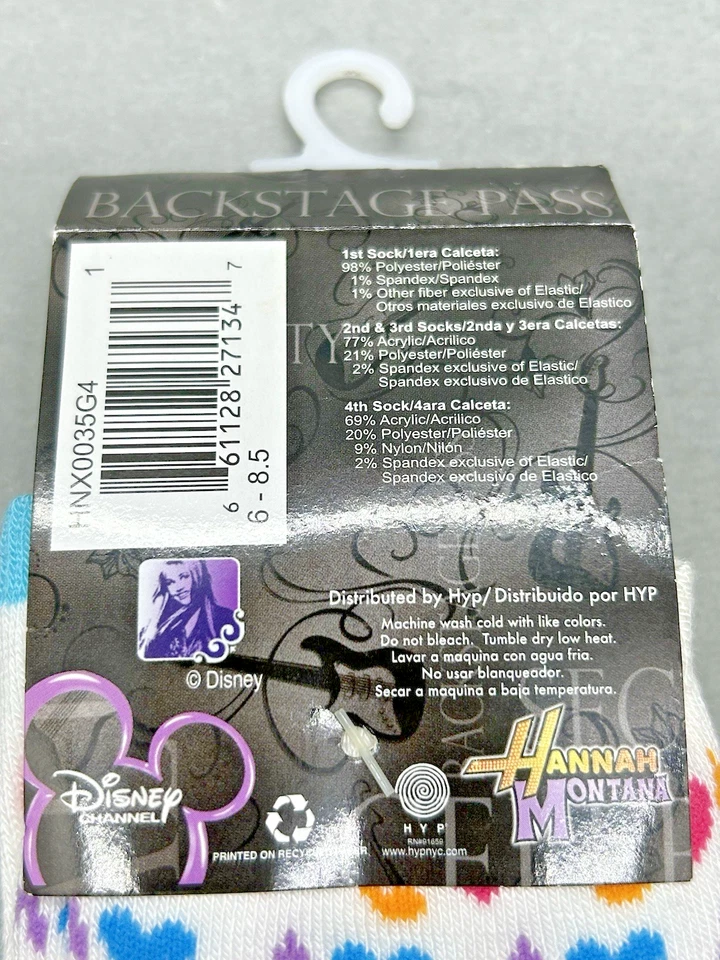 BACKSTAGE PASS
1
7
HNX0035G4
6 61128 27134
6 - 8.5
TY
1st Sock/1era Calceta:
98% Polyester/Poliéster
1% Spandex/Spandex
1% Other fiber exclusive of Elastic/
Otros materiales exclusivo de Elastico
2nd & 3rd Socks/2nda y 3era Calcetas:
77% Acrylic/Acrilico
21% Polyester/Poliéster
2% Spandex exclusive of Elastic/
Spandex exclusivo de Elastico
4th Sock/4ara Calceta:
69% Acrylic/Acrilico
20% Polyester/Poliéster
9% Nylon/Nilón
2% Spandex exclusive of Elastic/
Spandex exclusivo de Elastico
Distributed by Hyp/ Distribuido por HYP
Machine wash cold with like colors.
Do not bleach. Tumble dry low heat.
Lavar a maquina con agua fria.
No usar blanqueador.
Secar a maquina a baja temperatura.
© Disney
SEC
DISNEY
CHANNEL
HANNAH
MONTANA
HYP
RN#91659
PRINTED ON
www.hypnyc.com